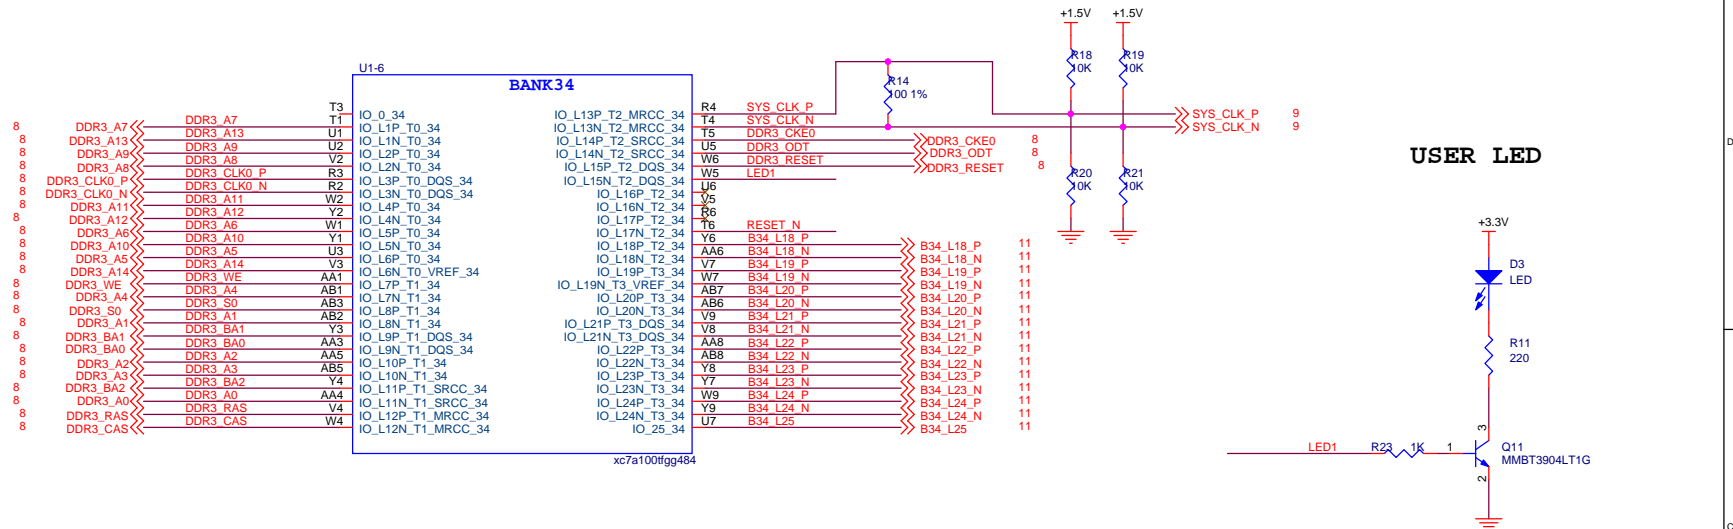 +1.5V +1.5V
R18 10K
R19 10K
U1-6
BANK34
R14
100 1%
T3 IO_0_34 IO_L13P_T2_MRCC_34 R4 SYS_CLK_P SYS_CLK_P 9
8 DDR3_A7 DDR3_A7 T1 IO_L1P_T0_34 IO_L13N_T2_MRCC_34 T4 SYS_CLK_N SYS_CLK_N 9
8 DDR3_A13 DDR3_A13 U1 IO_L1N_T0_34 IO_L14P_T2_SRCC_34 T5 DDR3_CKE0 DDR3_CKE0 8
8 DDR3_A9 DDR3_A9 U2 IO_L2P_T0_34 IO_L14N_T2_SRCC_34 U5 DDR3_ODT DDR3_ODT 8
8 DDR3_A8 DDR3_A8 V2 IO_L2N_T0_34 IO_L15P_T2_DQS_34 W6 DDR3_RESET DDR3_RESET 8
8 DDR3_CLK0_P DDR3_CLK0_P R3 IO_L3P_T0_DQS_34 IO_L15N_T2_DQS_34 W5 LED1
8 DDR3_CLK0_N DDR3_CLK0_N R2 IO_L3N_T0_DQS_34 IO_L16P_T2_34 U6
8 DDR3_A11 DDR3_A11 W2 IO_L4P_T0_34 IO_L16N_T2_34 V5
8 DDR3_A12 DDR3_A12 Y2 IO_L4N_T0_34 IO_L17P_T2_34 R6
8 DDR3_A6 DDR3_A6 W1 IO_L5P_T0_34 IO_L17N_T2_34 T6 RESET_N
8 DDR3_A10 DDR3_A10 Y1 IO_L5N_T0_34 IO_L18P_T2_34 Y6 B34_L18_P B34_L18_P 11
8 DDR3_A5 DDR3_A5 U3 IO_L6P_T0_34 IO_L18N_T2_34 AA6 B34_L18_N B34_L18_N 11
8 DDR3_A14 DDR3_A14 V3 IO_L6N_T0_VREF_34 IO_L19P_T3_34 V7 B34_L19_P B34_L19_P 11
8 DDR3_WE DDR3_WE AA1 IO_L7P_T1_34 IO_L19N_T3_VREF_34 W7 B34_L19_N B34_L19_N 11
8 DDR3_A4 DDR3_A4 AB1 IO_L7N_T1_34 IO_L20P_T3_34 AB7 B34_L20_P B34_L20_P 11
8 DDR3_S0 DDR3_S0 AB3 IO_L8P_T1_34 IO_L20N_T3_34 AB6 B34_L20_N B34_L20_N 11
8 DDR3_A1 DDR3_A1 AB2 IO_L8N_T1_34 IO_L21P_T3_DQS_34 V9 B34_L21_P B34_L21_P 11
8 DDR3_BA1 DDR3_BA1 Y3 IO_L9P_T1_DQS_34 IO_L21N_T3_DQS_34 V8 B34_L21_N B34_L21_N 11
8 DDR3_BA0 DDR3_BA0 AA3 IO_L9N_T1_DQS_34 IO_L22P_T3_34 AA8 B34_L22_P B34_L22_P 11
8 DDR3_A2 DDR3_A2 AA5 IO_L10P_T1_34 IO_L22N_T3_34 AB8 B34_L22_N B34_L22_N 11
8 DDR3_A3 DDR3_A3 AB5 IO_L10N_T1_34 IO_L23P_T3_34 Y8 B34_L23_P B34_L23_P 11
8 DDR3_BA2 DDR3_BA2 Y4 IO_L11P_T1_SRCC_34 IO_L23N_T3_34 Y7 B34_L23_N B34_L23_N 11
8 DDR3_A0 DDR3_A0 AA4 IO_L11N_T1_SRCC_34 IO_L24P_T3_34 W9 B34_L24_P B34_L24_P 11
8 DDR3_RAS DDR3_RAS V4 IO_L12P_T1_MRCC_34 IO_L24N_T3_34 Y9 B34_L24_N B34_L24_N 11
8 DDR3_CAS DDR3_CAS W4 IO_L12N_T1_MRCC_34 IO_25_34 U7 B34_L25 B34_L25 11
xc7a100tfgg484
R20 10K
R21 10K
USER LED
+3.3V
D3
LED
R11
220
3
LED1 R23 1K 1 Q11
MMBT3904LT1G
2
D
C